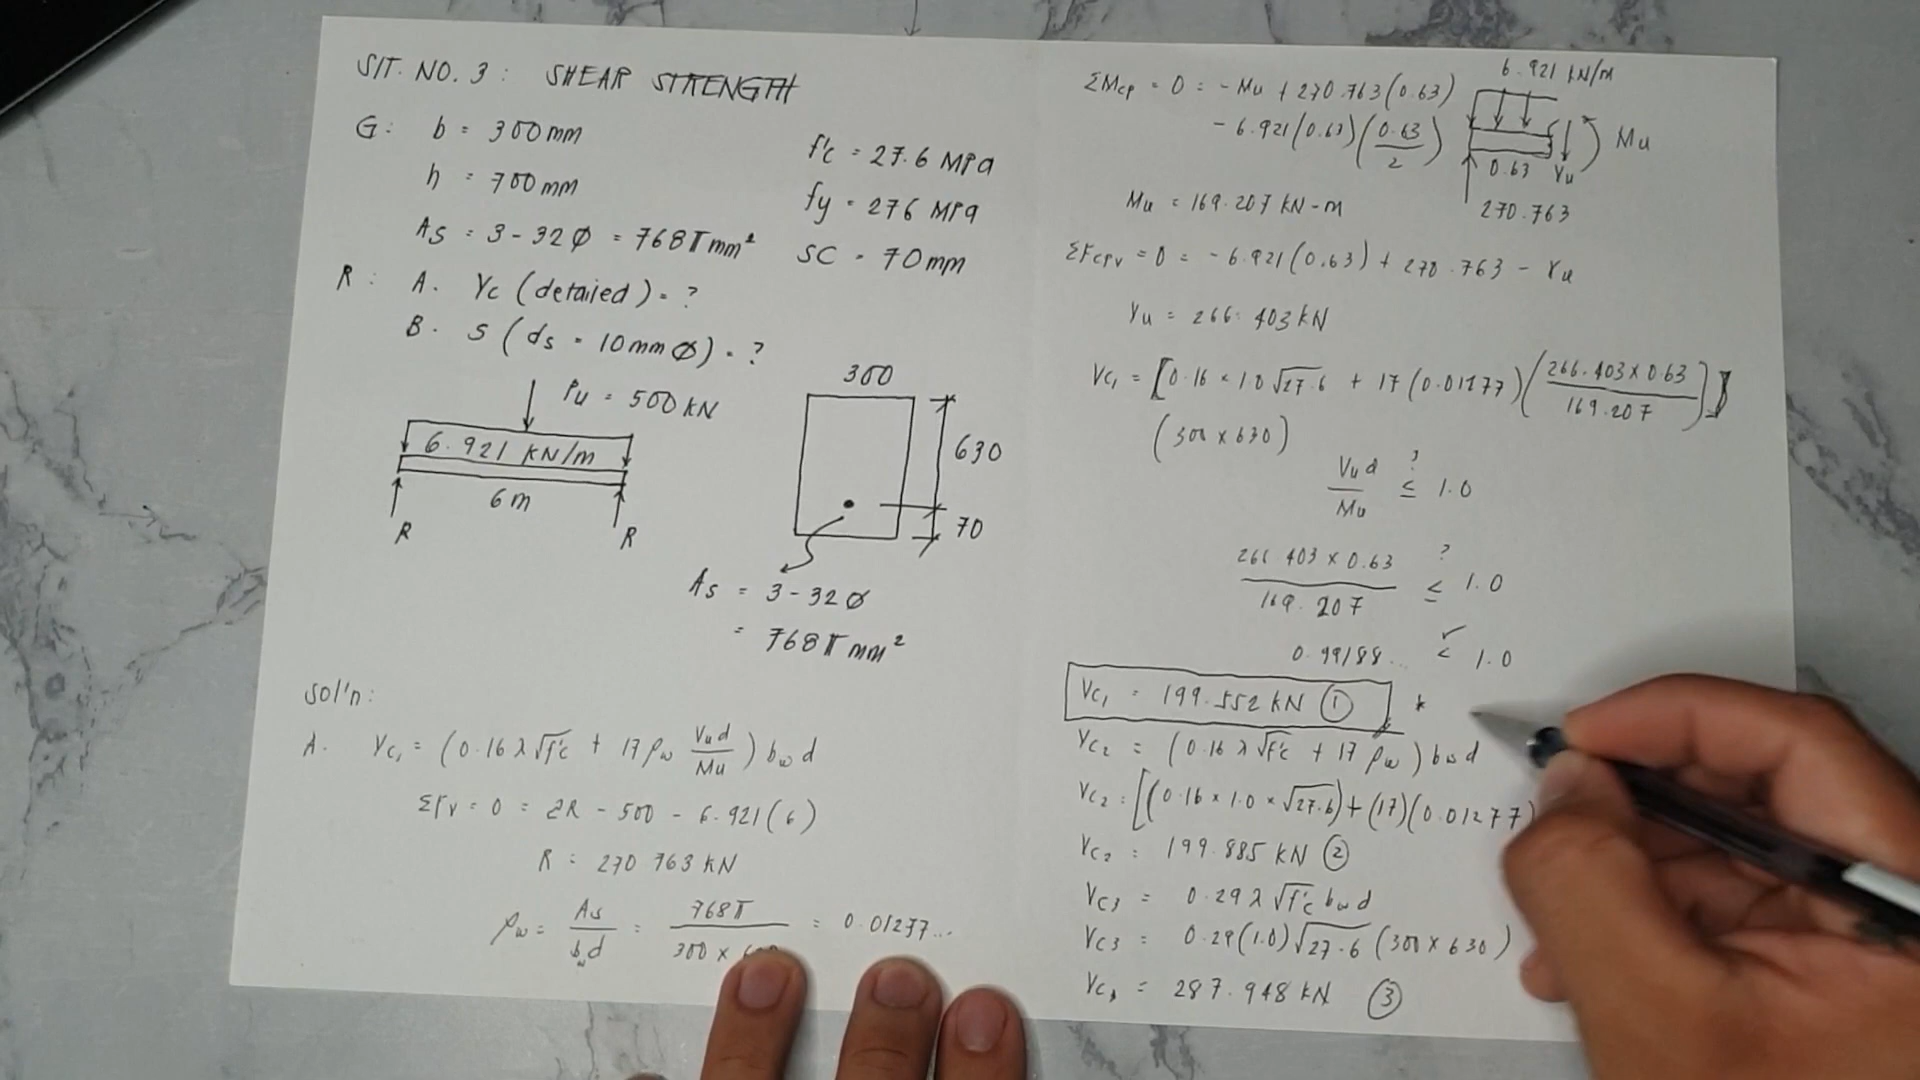 SIT. NO. 3 : SHEAR STRENGTH
G: b = 300mm
h = 700mm
As = 3-32Ø = 768π mm²
f'c = 27.6 MPa
fy = 276 MPa
SC = 70mm
R: A. Vc (detailed) = ?
B. S (ds = 10mmØ) = ?
Pu = 500KN
6.921 KN/m
6m
R
R
300
630
70
As = 3-32Ø
= 768π mm²
Sol'n:
A. Vc₁ = (0.16λ√f'c + 17ρw Vud/Mu) bwd
ΣFv = 0 = 2R - 500 - 6.921(6)
R = 270.763 KN
ρw = As/bwd = 768π/300 × = 0.01277...
ΣMcp = 0 = -Mu + 270.763(0.63)
- 6.921(0.63)(0.63/2)
6.921 KN/m
Mu
0.63
Vu
270.763
Mu = 169.207 KN-m
ΣFcpv = 0 = -6.921(0.63) + 270.763 - Vu
Vu = 266.403KN
Vc₁ = [0.16 × 1.0√27.6 + 17(0.01277)(266.403×0.63/169.207)]
(300×630)
Vud/Mu ≤? 1.0
266.403×0.63/169.207 ≤? 1.0
0.99188... <✓ 1.0
Vc₁ = 199.552KN ①
*
Vc₂ = (0.16λ√f'c + 17ρw) bwd
Vc₂ = [(0.16×1.0×√27.6)+(17)(0.01277)
Vc₂ = 199.885 KN ②
Vc₃ = 0.29λ√f'c bwd
Vc₃ = 0.29(1.0)√27.6 (300×630)
Vc₃ = 287.948 KN ③